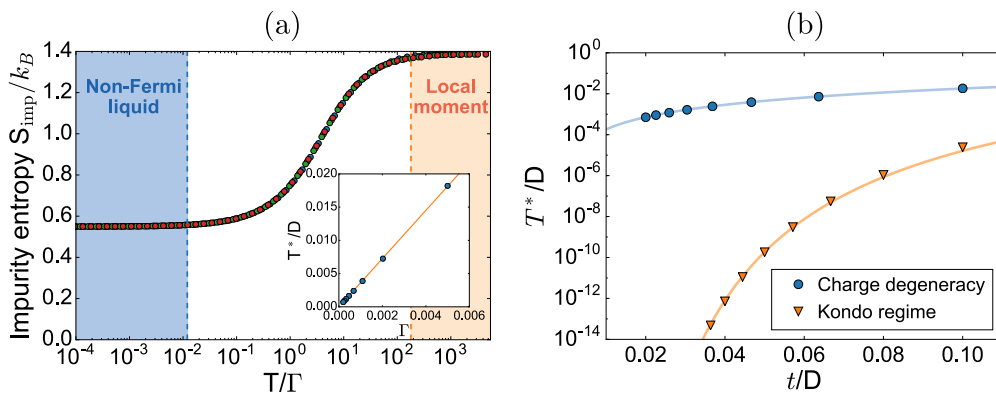 (a)
Impurity entropy S_imp/k_B
1.4
1.2
1.0
0.8
0.6
0.4
0.2
0.0
Non-Fermi
liquid
Local
moment
T*/D
0.020
0.015
0.010
0.005
0.000
0.000 0.002 0.004 0.006
Γ
10^-4 10^-3 10^-2 10^-1 10^0 10^1 10^2 10^3
T/Γ
(b)
T*/D
10^0
10^-2
10^-4
10^-6
10^-8
10^-10
10^-12
10^-14
Charge degeneracy
Kondo regime
0.02 0.04 0.06 0.08 0.10
t/D